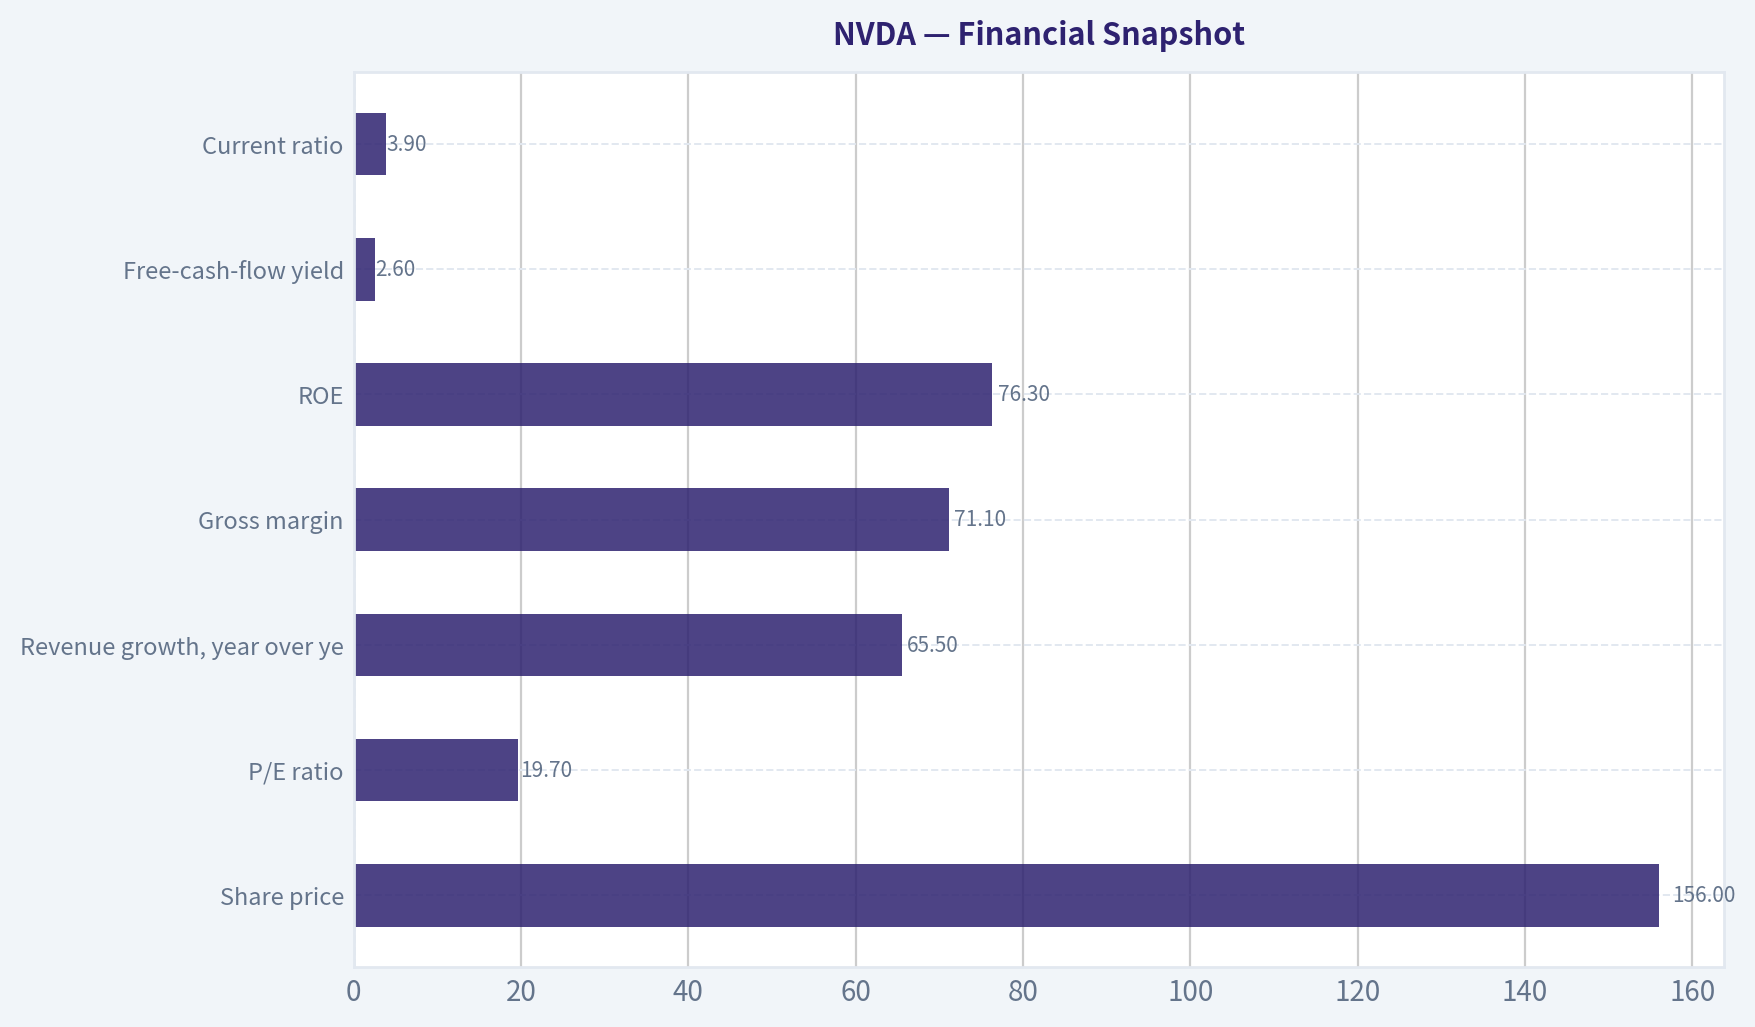 NVDA — Financial Snapshot
Current ratio 3.90
Free-cash-flow yield 2.60
ROE 76.30
Gross margin 71.10
Revenue growth, year over ye 65.50
P/E ratio 19.70
Share price 156.00
0 20 40 60 80 100 120 140 160